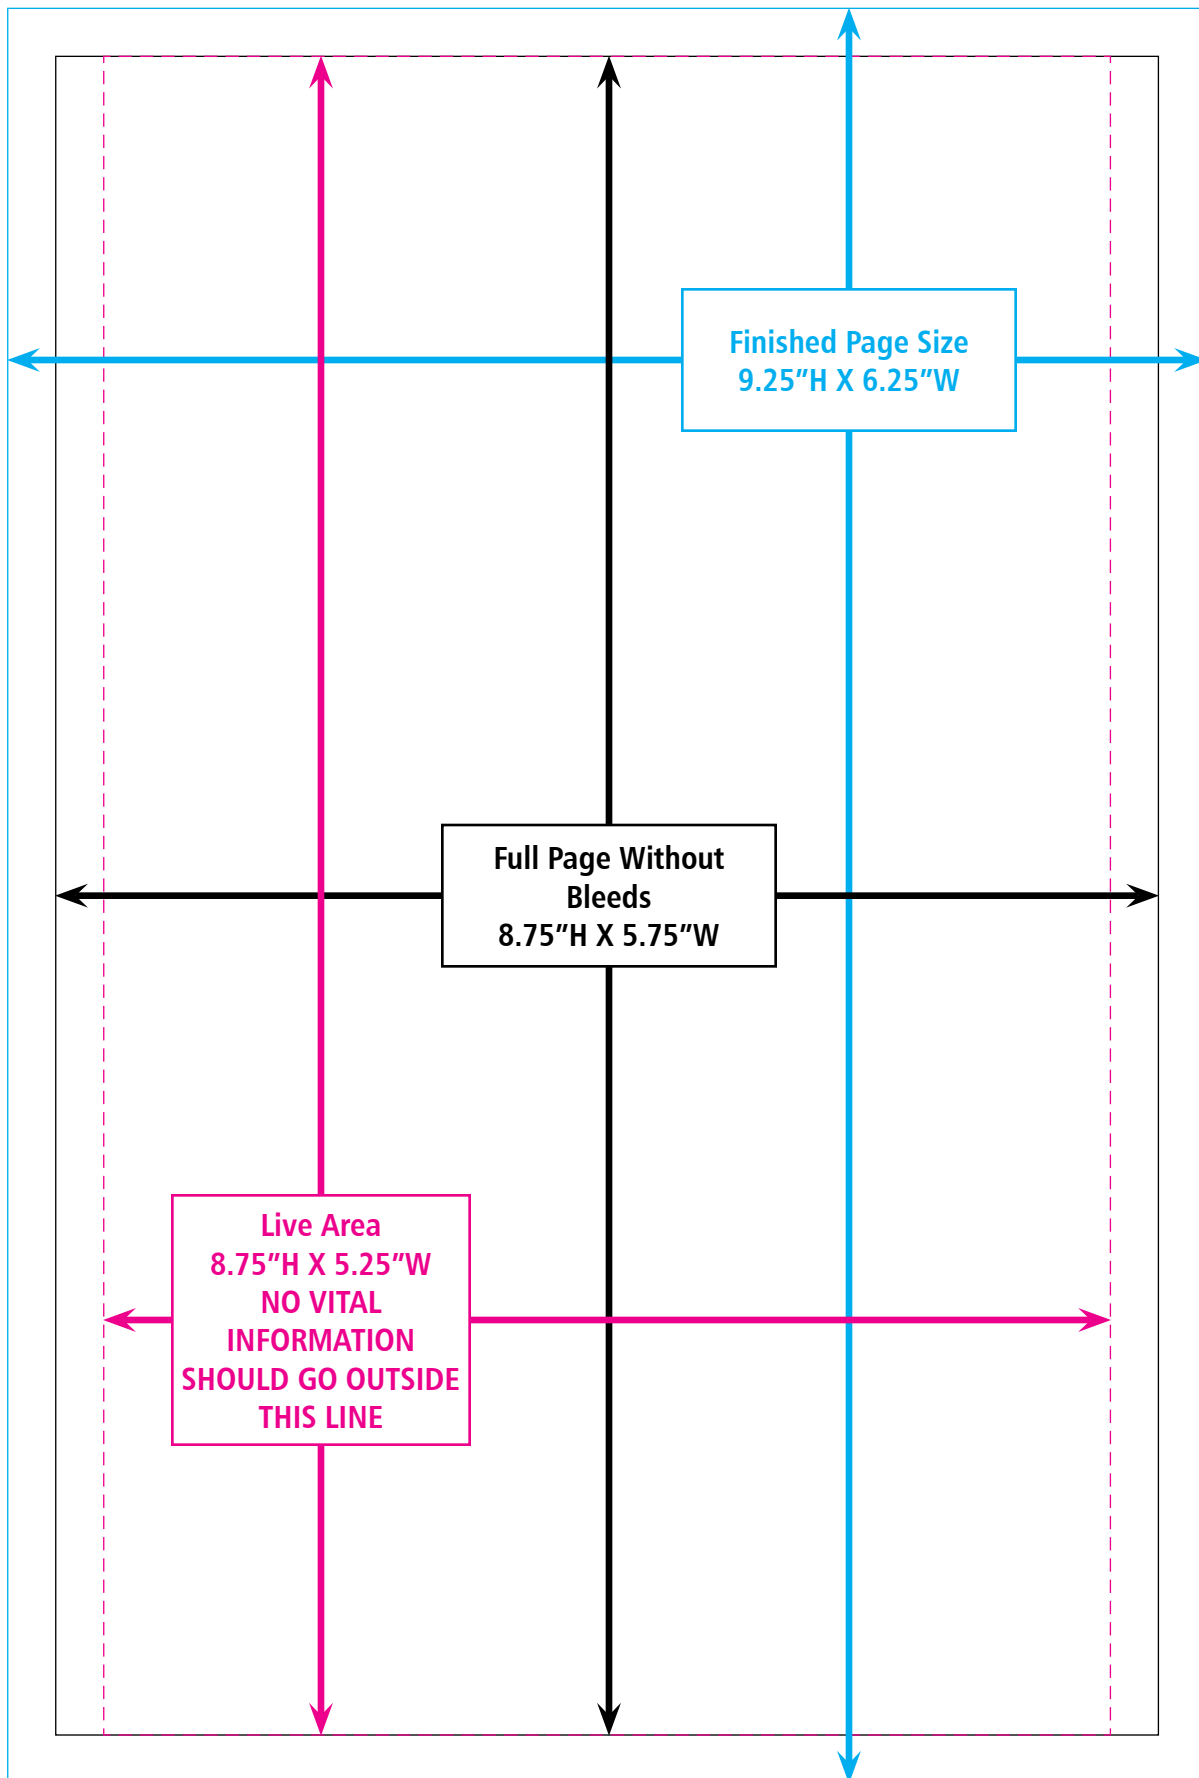 Finished Page Size
9.25”H X 6.25”W
Full Page Without
Bleeds
8.75”H X 5.75”W
Live Area
8.75”H X 5.25”W
NO VITAL
INFORMATION
SHOULD GO OUTSIDE
THIS LINE